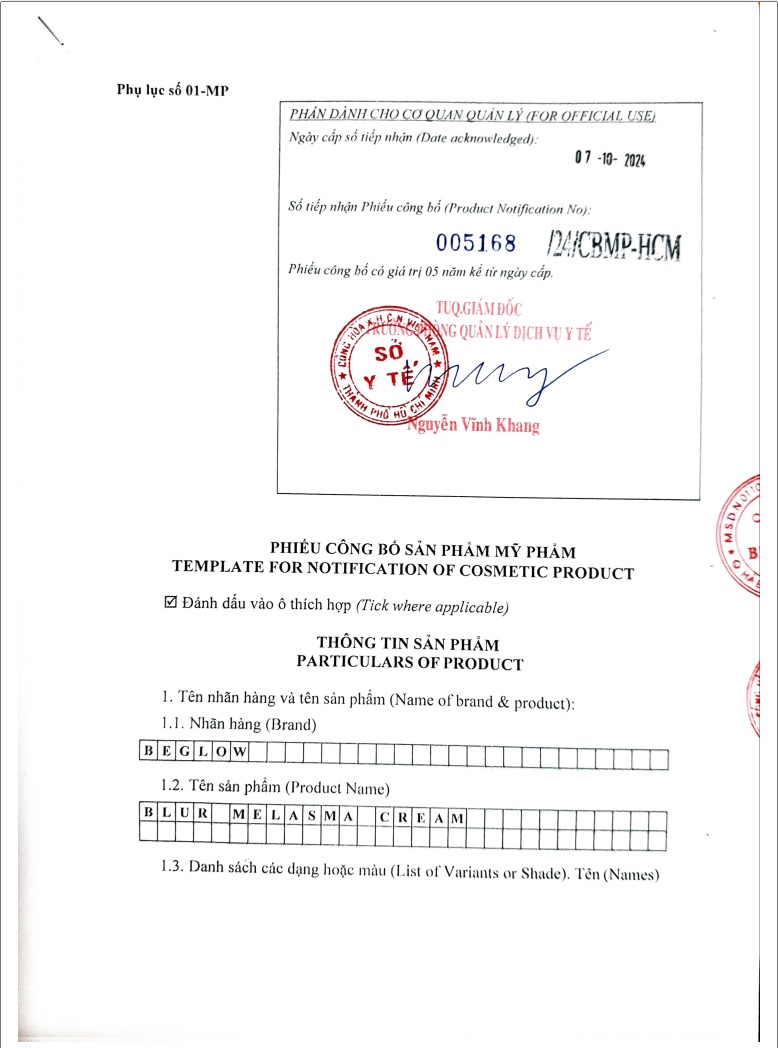 Phụ lục số 01-MP
PHẦN DÀNH CHO CƠ QUAN QUẢN LÝ (FOR OFFICIAL USE)
Ngày cấp số tiếp nhận (Date acknowledged):
07 -10- 2024
Số tiếp nhận Phiếu công bố (Product Notification No):
005168 /24/CBMP-HCM
Phiếu công bố có giá trị 05 năm kể từ ngày cấp.
TUQ.GIÁM ĐỐC
TRƯỞNG PHÒNG QUẢN LÝ DỊCH VỤ Y TẾ
CỘNG HÒA X.H.C.N VIỆT NAM
SỞ
Y TẾ
THÀNH PHỐ HỒ CHÍ MINH
Nguyễn Vĩnh Khang
PHIẾU CÔNG BỐ SẢN PHẨM MỸ PHẨM
TEMPLATE FOR NOTIFICATION OF COSMETIC PRODUCT
☑ Đánh dấu vào ô thích hợp (Tick where applicable)
THÔNG TIN SẢN PHẨM
PARTICULARS OF PRODUCT
1. Tên nhãn hàng và tên sản phẩm (Name of brand & product):
1.1. Nhãn hàng (Brand)
BEGLOW
1.2. Tên sản phẩm (Product Name)
BLUR MELASMA CREAM
1.3. Danh sách các dạng hoặc màu (List of Variants or Shade). Tên (Names)